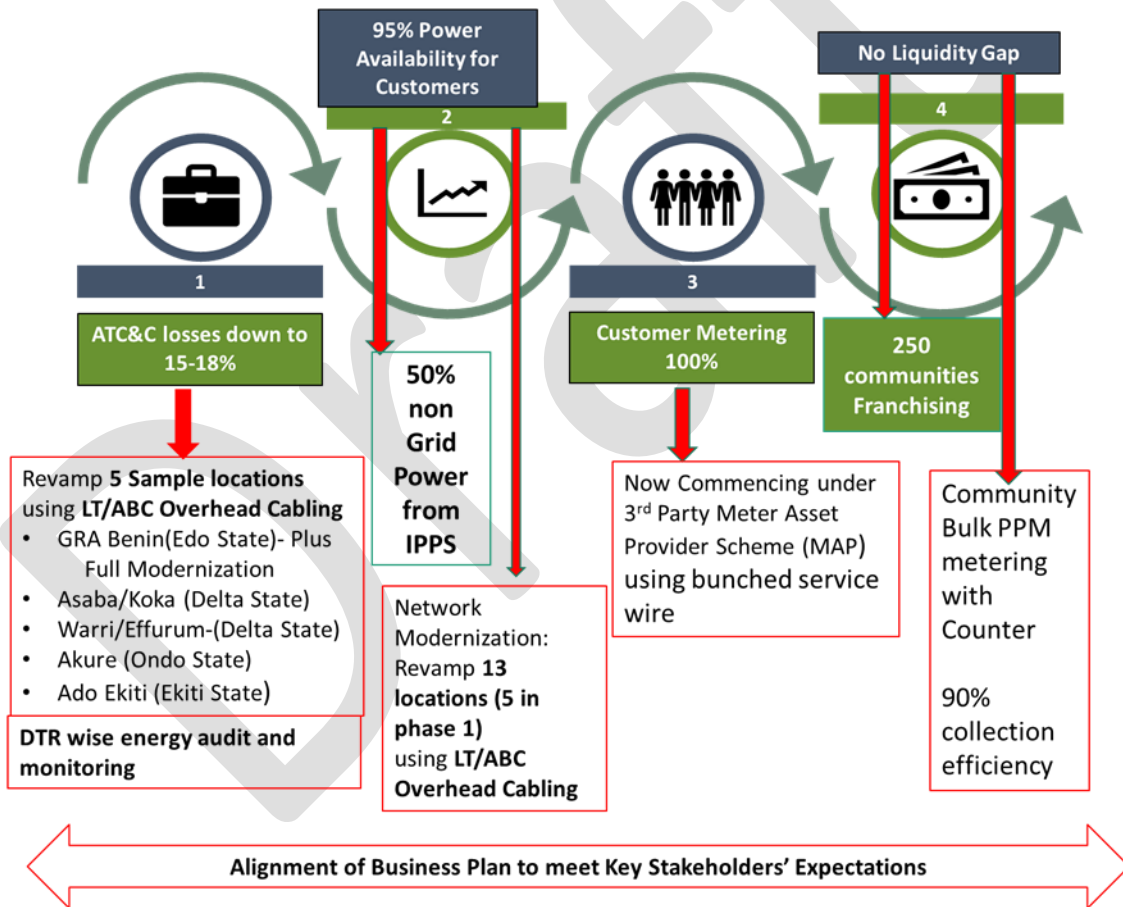 95% Power
Availability for
Customers
2
No Liquidity Gap
4
1
ATC&C losses down to
15-18%
3
Customer Metering
100%
250
communities
Franchising
50%
non
Grid
Power
from
IPPS
Revamp 5 Sample locations
using LT/ABC Overhead Cabling
• GRA Benin(Edo State)- Plus
Full Modernization
• Asaba/Koka (Delta State)
• Warri/Effurum-(Delta State)
• Akure (Ondo State)
• Ado Ekiti (Ekiti State)
DTR wise energy audit and
monitoring
Network
Modernization:
Revamp 13
locations (5 in
phase 1)
using LT/ABC
Overhead Cabling
Now Commencing under
3rd Party Meter Asset
Provider Scheme (MAP)
using bunched service
wire
Community
Bulk PPM
metering
with
Counter
90%
collection
efficiency
Alignment of Business Plan to meet Key Stakeholders' Expectations
Draft